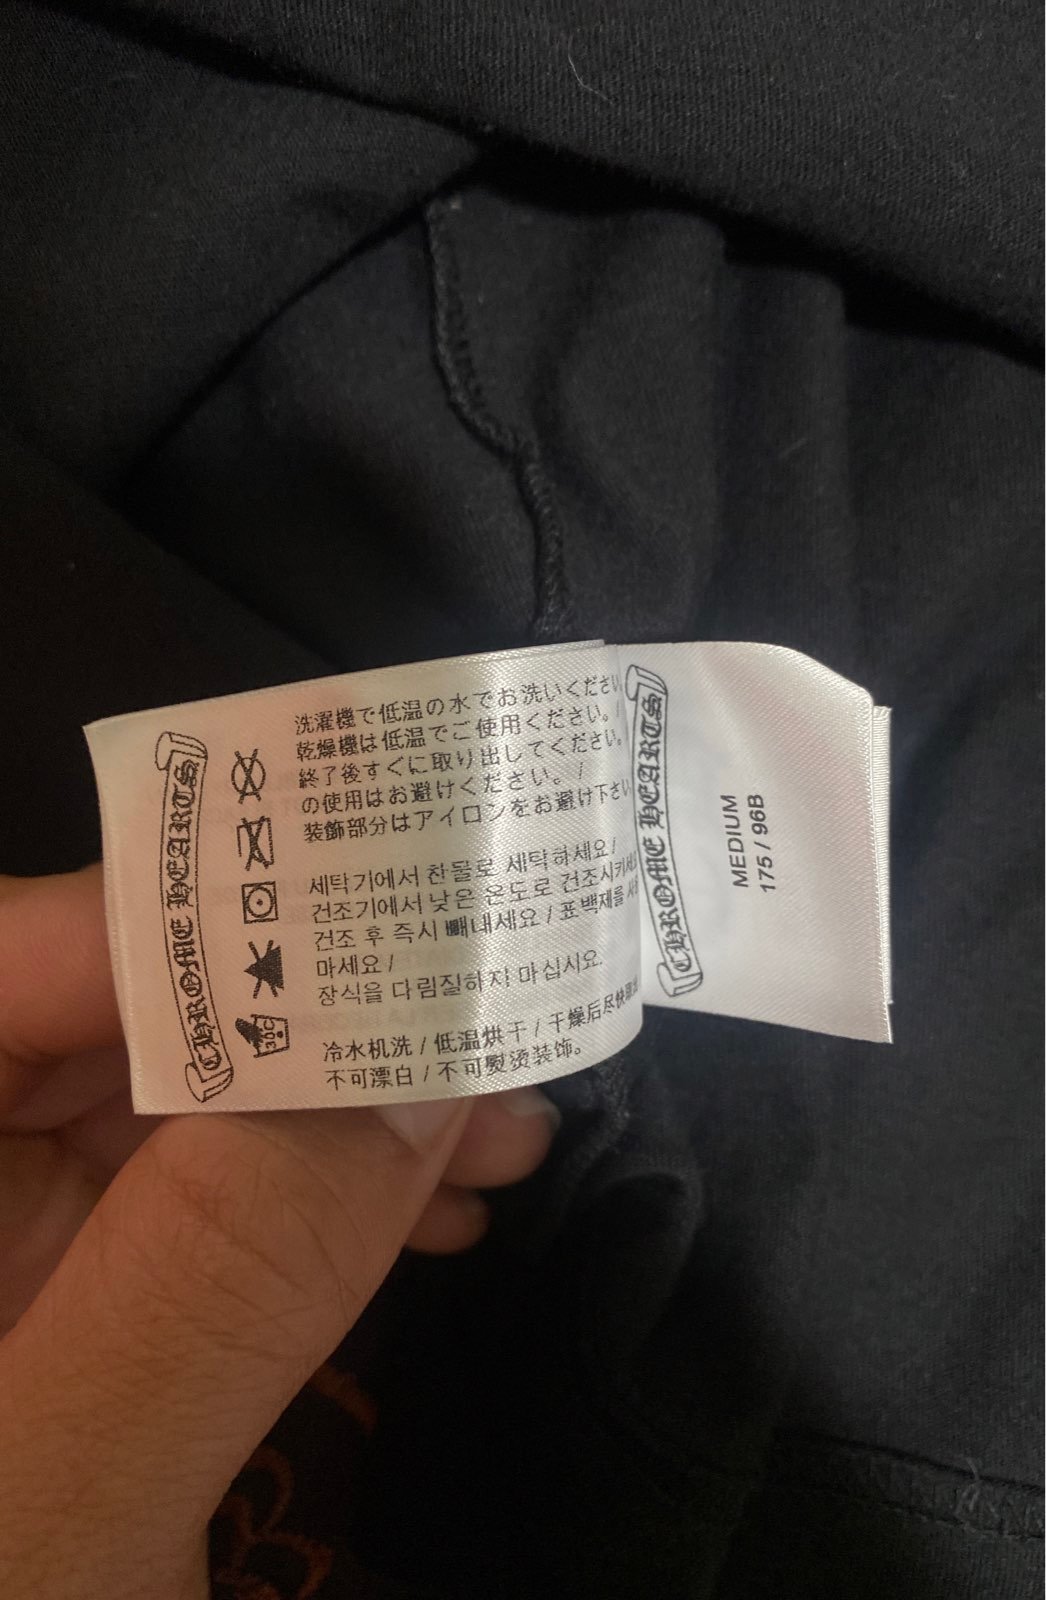 CHROME HEARTS
洗濯機で低温の水でお洗いください
乾燥機は低温でご使用ください。/
終了後すぐに取り出してください。
の使用はお避けください。/
装飾部分はアイロンをお避け下さい
세탁기에서 찬물로 세탁하세요/
건조기에서 낮은 온도로 건조시키세요
건조 후 즉시 빼내세요 / 표백제를
마세요 /
장식을 다림질하지 마십시요.
冷水机洗 / 低温烘干 / 干燥后尽快取出
不可漂白 / 不可熨烫装饰。
30C
CHROME HEARTS
MEDIUM
175 / 96B